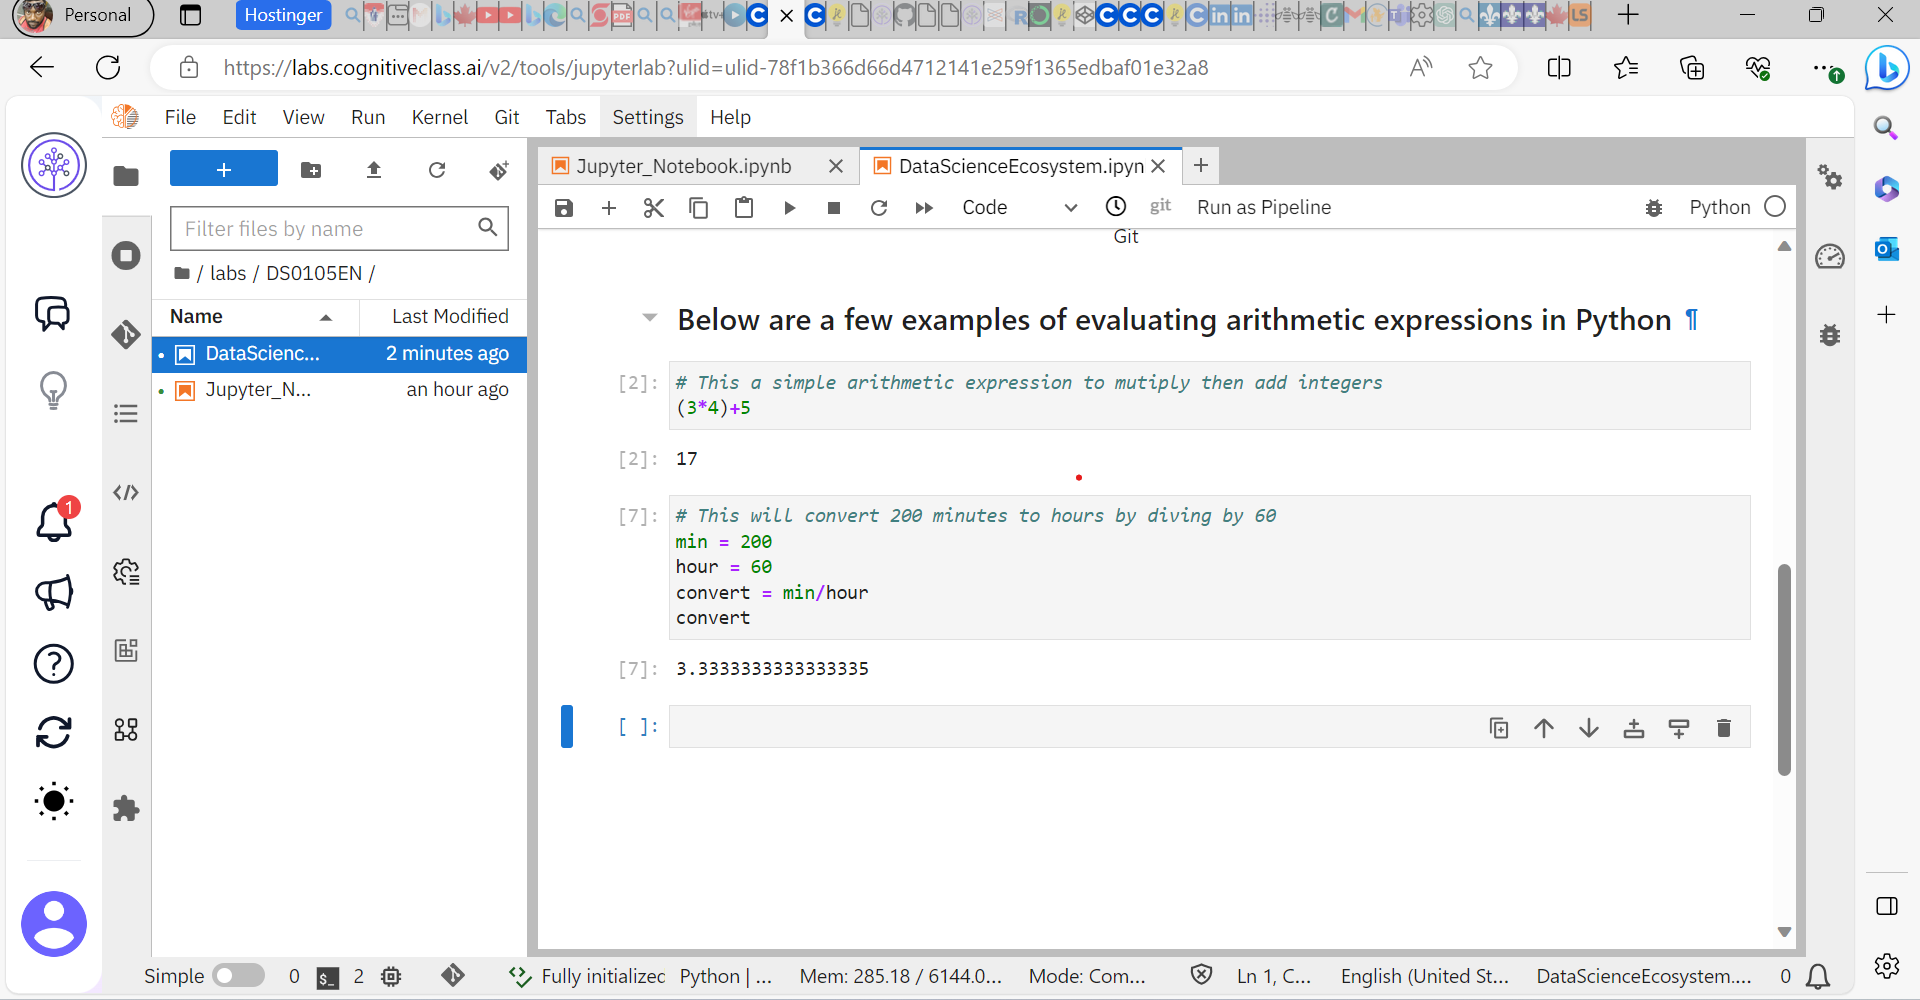 Personal
Hostinger
https://labs.cognitiveclass.ai/v2/tools/jupyterlab?ulid=ulid-78f1b366d66d4712141e259f1365edbaf01e32a8
File Edit View Run Kernel Git Tabs Settings Help
Jupyter_Notebook.ipynb
DataScienceEcosystem.ipyn
Code
git
Run as Pipeline
Python
Filter files by name
/ labs / DS0105EN /
Name
Last Modified
DataScienc... 2 minutes ago
Jupyter_N... an hour ago
Git
Below are a few examples of evaluating arithmetic expressions in Python ¶
[2]: # This a simple arithmetic expression to mutiply then add integers
(3*4)+5
[2]: 17
[7]: # This will convert 200 minutes to hours by diving by 60
min = 200
hour = 60
convert = min/hour
convert
[7]: 3.3333333333333335
[ ]:
1
Simple 0 2 Fully initialized Python | ... Mem: 285.18 / 6144.0... Mode: Com... Ln 1, C... English (United St... DataScienceEcosystem.... 0